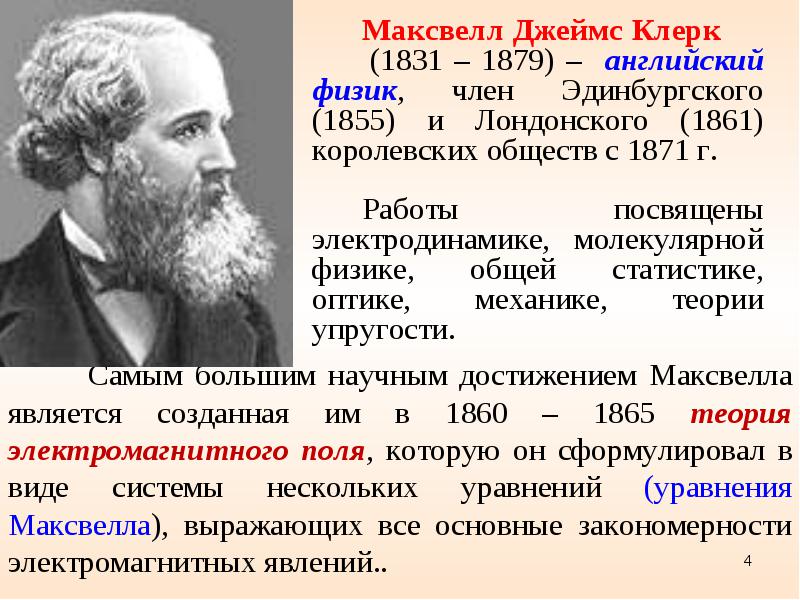 Максвелл Джеймс Клерк
(1831 – 1879) – английский
физик, член Эдинбургского
(1855) и Лондонского (1861)
королевских обществ с 1871 г.
Работы посвящены
электродинамике, молекулярной
физике, общей статистике,
оптике, механике, теории
упругости.
Самым большим научным достижением Максвелла
является созданная им в 1860 – 1865 теория
электромагнитного поля, которую он сформулировал в
виде системы нескольких уравнений (уравнения
Максвелла), выражающих все основные закономерности
электромагнитных явлений..
4